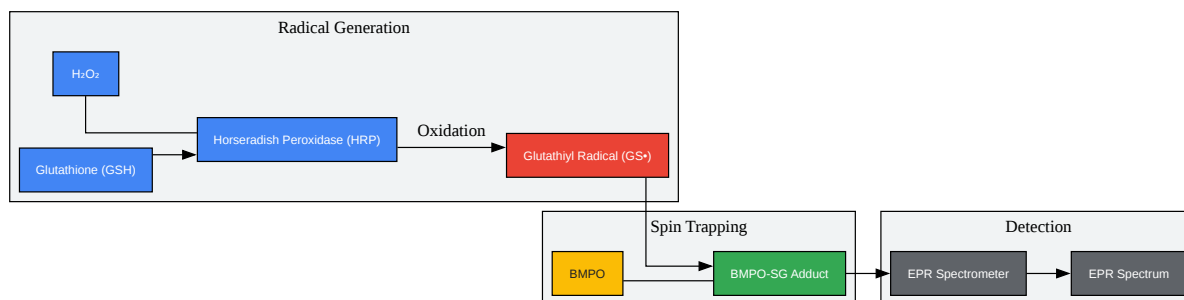 Radical Generation
H₂O₂
Horseradish Peroxidase (HRP)
Oxidation
Glutathione (GSH)
Glutathiyl Radical (GS•)
Spin Trapping
BMPO
BMPO-SG Adduct
Detection
EPR Spectrometer
EPR Spectrum